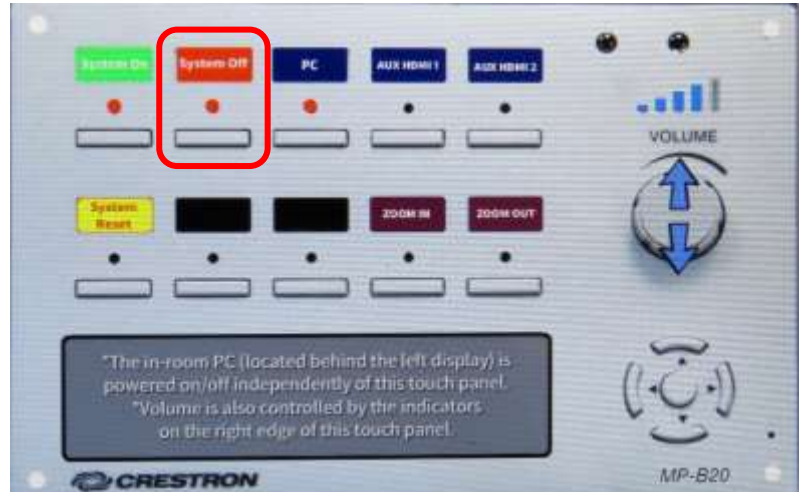 System On
System Off
PC
AUX HDMI 1
AUX HDMI 2
VOLUME
System
Reset
ZOOM IN
ZOOM OUT
*The in-room PC (located behind the left display) is
powered on/off independently of this touch panel.
*Volume is also controlled by the indicators
on the right edge of this touch panel.
CRESTRON
MP-B20